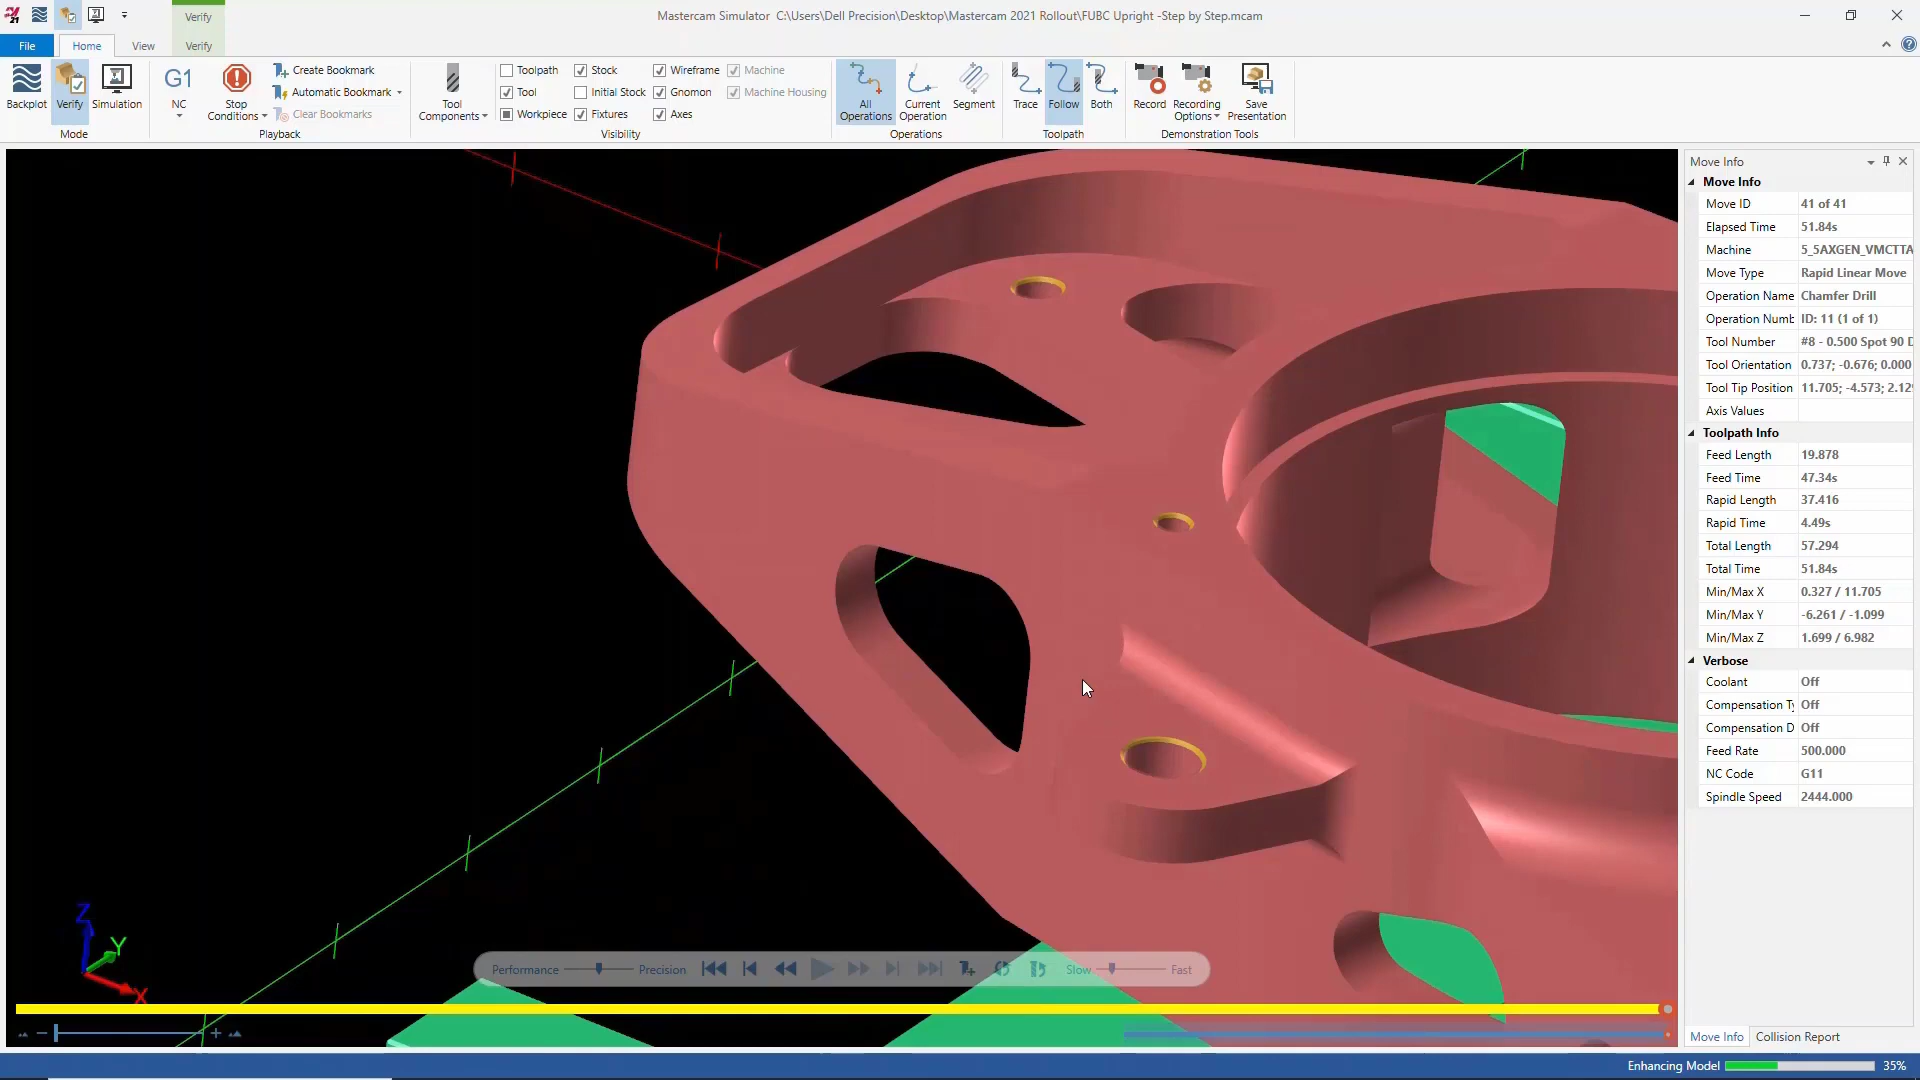 Verify
Mastercam Simulator C:\Users\Dell Precision\Desktop\Mastercam 2021 Rollout\FUBC Upright -Step by Step.mcam
File Home View Verify
Backplot Verify Simulation
Mode
G1 NC
Stop Conditions
Create Bookmark
Automatic Bookmark
Clear Bookmarks
Playback
Tool Components
Toolpath Stock Wireframe Machine
Tool Initial Stock Gnomon Machine Housing
Workpiece Fixtures Axes
Visibility
All Operations Current Operation Segment
Operations
Trace Follow Both
Toolpath
Record Recording Options Save Presentation
Demonstration Tools
Z
Y
X
Performance Precision
Slow Fast
Move Info
Move Info
Move ID 41 of 41
Elapsed Time 51.84s
Machine 5_5AXGEN_VMCTTA
Move Type Rapid Linear Move
Operation Name Chamfer Drill
Operation Numb ID: 11 (1 of 1)
Tool Number #8 - 0.500 Spot 90 D
Tool Orientation 0.737; -0.676; 0.000
Tool Tip Position 11.705; -4.573; 2.129
Axis Values
Toolpath Info
Feed Length 19.878
Feed Time 47.34s
Rapid Length 37.416
Rapid Time 4.49s
Total Length 57.294
Total Time 51.84s
Min/Max X 0.327 / 11.705
Min/Max Y -6.261 / -1.099
Min/Max Z 1.699 / 6.982
Verbose
Coolant Off
Compensation Ty Off
Compensation D Off
Feed Rate 500.000
NC Code G11
Spindle Speed 2444.000
Move Info Collision Report
Enhancing Model 35%